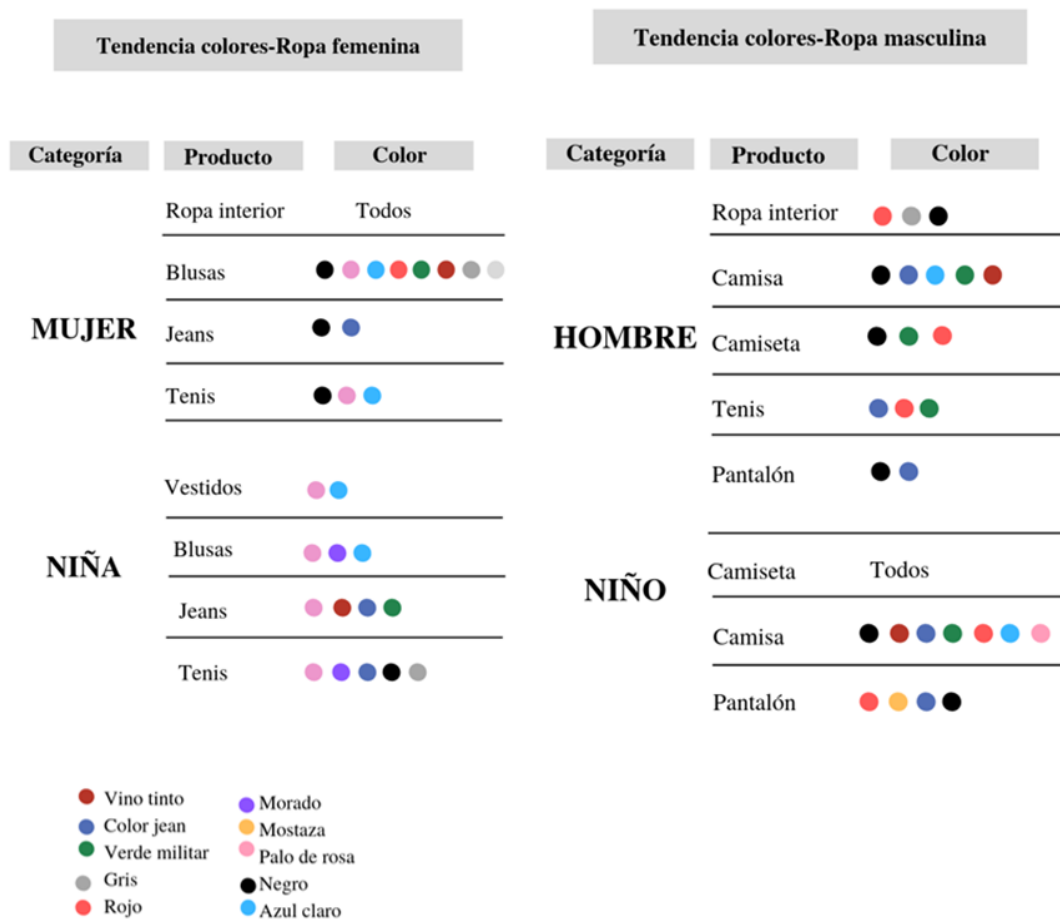 Tendencia colores-Ropa femenina
Categoría Producto Color
MUJER
Ropa interior Todos
Blusas
Jeans
Tenis
NIÑA
Vestidos
Blusas
Jeans
Tenis
Tendencia colores-Ropa masculina
Categoría Producto Color
HOMBRE
Ropa interior
Camisa
Camiseta
Tenis
Pantalón
NIÑO
Camiseta Todos
Camisa
Pantalón
Vino tinto
Color jean
Verde militar
Gris
Rojo
Morado
Mostaza
Palo de rosa
Negro
Azul claro